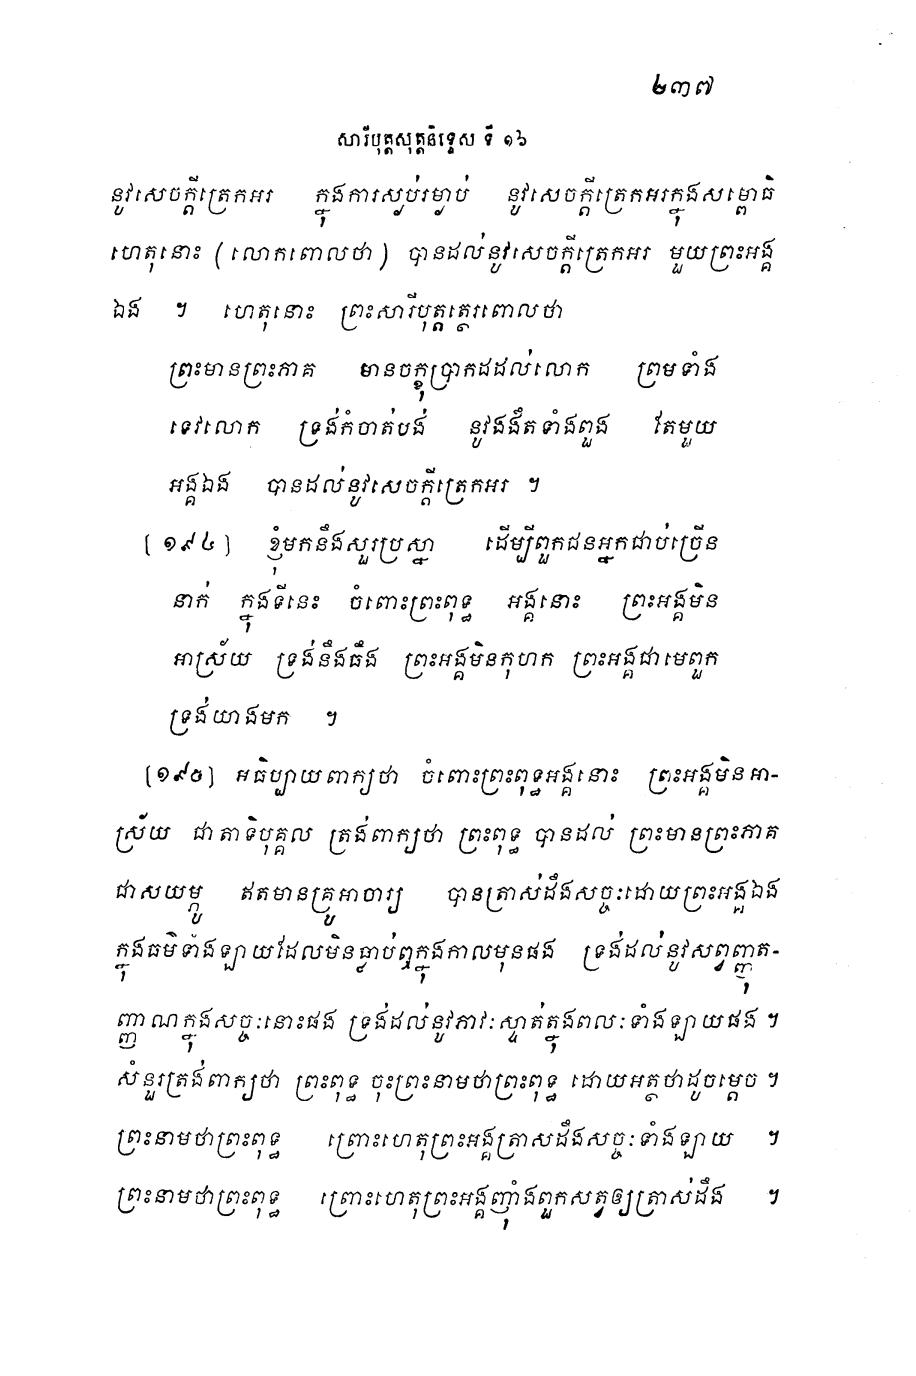 ២៣៧
សារីបុត្តសុត្តនិទ្ទេស ទី ១៦
នូវសេចក្តីត្រេកអរ ក្នុងការស្ងប់រម្ងាប់ នូវសេចក្តីត្រេកអរក្នុងសម្ពោធិ
ហេតុនោះ (លោកពោលថា) បានដល់នូវសេចក្តីត្រេកអរ មួយព្រះអង្គ
ឯង ។ ហេតុនោះ ព្រះសារីបុត្តត្ថេរពោលថា
ព្រះមានព្រះភាគ មានចក្ខុប្រាកដដល់លោក ព្រមទាំង
ទេវលោក ទ្រង់កំចាត់បង់ នូវងងឹតទាំងពួង តែមួយ
អង្គឯង បានដល់នូវសេចក្តីត្រេកអរ ។
[១៩៤] ខ្ញុំមកនឹងសួរប្រស្នា ដើម្បីពួកជនអ្នកជាប់ច្រើន
នាក់ ក្នុងទីនេះ ចំពោះព្រះពុទ្ធ អង្គនោះ ព្រះអង្គមិន
អាស្រ័យ ទ្រង់នឹងធឹង ព្រះអង្គមិនកុហក ព្រះអង្គជាមេពួក
ទ្រង់យាងមក ។
[១៩៥] អធិប្បាយពាក្យថា ចំពោះព្រះពុទ្ធអង្គនោះ ព្រះអង្គមិនអា-
ស្រ័យ ជាតាទិបុគ្គល ត្រង់ពាក្យថា ព្រះពុទ្ធ បានដល់ ព្រះមានព្រះភាគ
ជាសយម្ភូ ឥតមានគ្រូអាចារ្យ បានត្រាស់ដឹងសច្ចៈដោយព្រះអង្គឯង
ក្នុងធម៌ទាំងឡាយដែលមិនធ្លាប់ឮក្នុងកាលមុនផង ទ្រង់ដល់នូវសព្វញ្ញុត-
ញ្ញាណក្នុងសច្ចៈនោះផង ទ្រង់ដល់នូវភាវៈស្ទាត់ក្នុងពលៈទាំងឡាយផង ។
សំនួរត្រង់ពាក្យថា ព្រះពុទ្ធ ចុះព្រះនាមថាព្រះពុទ្ធ ដោយអត្ថថាដូចម្តេច ។
ព្រះនាមថាព្រះពុទ្ធ ព្រោះហេតុព្រះអង្គត្រាសដឹងសច្ចៈទាំងឡាយ ។
ព្រះនាមថាព្រះពុទ្ធ ព្រោះហេតុព្រះអង្គញ៉ាំងពួកសត្វឲ្យត្រាស់ដឹង ។